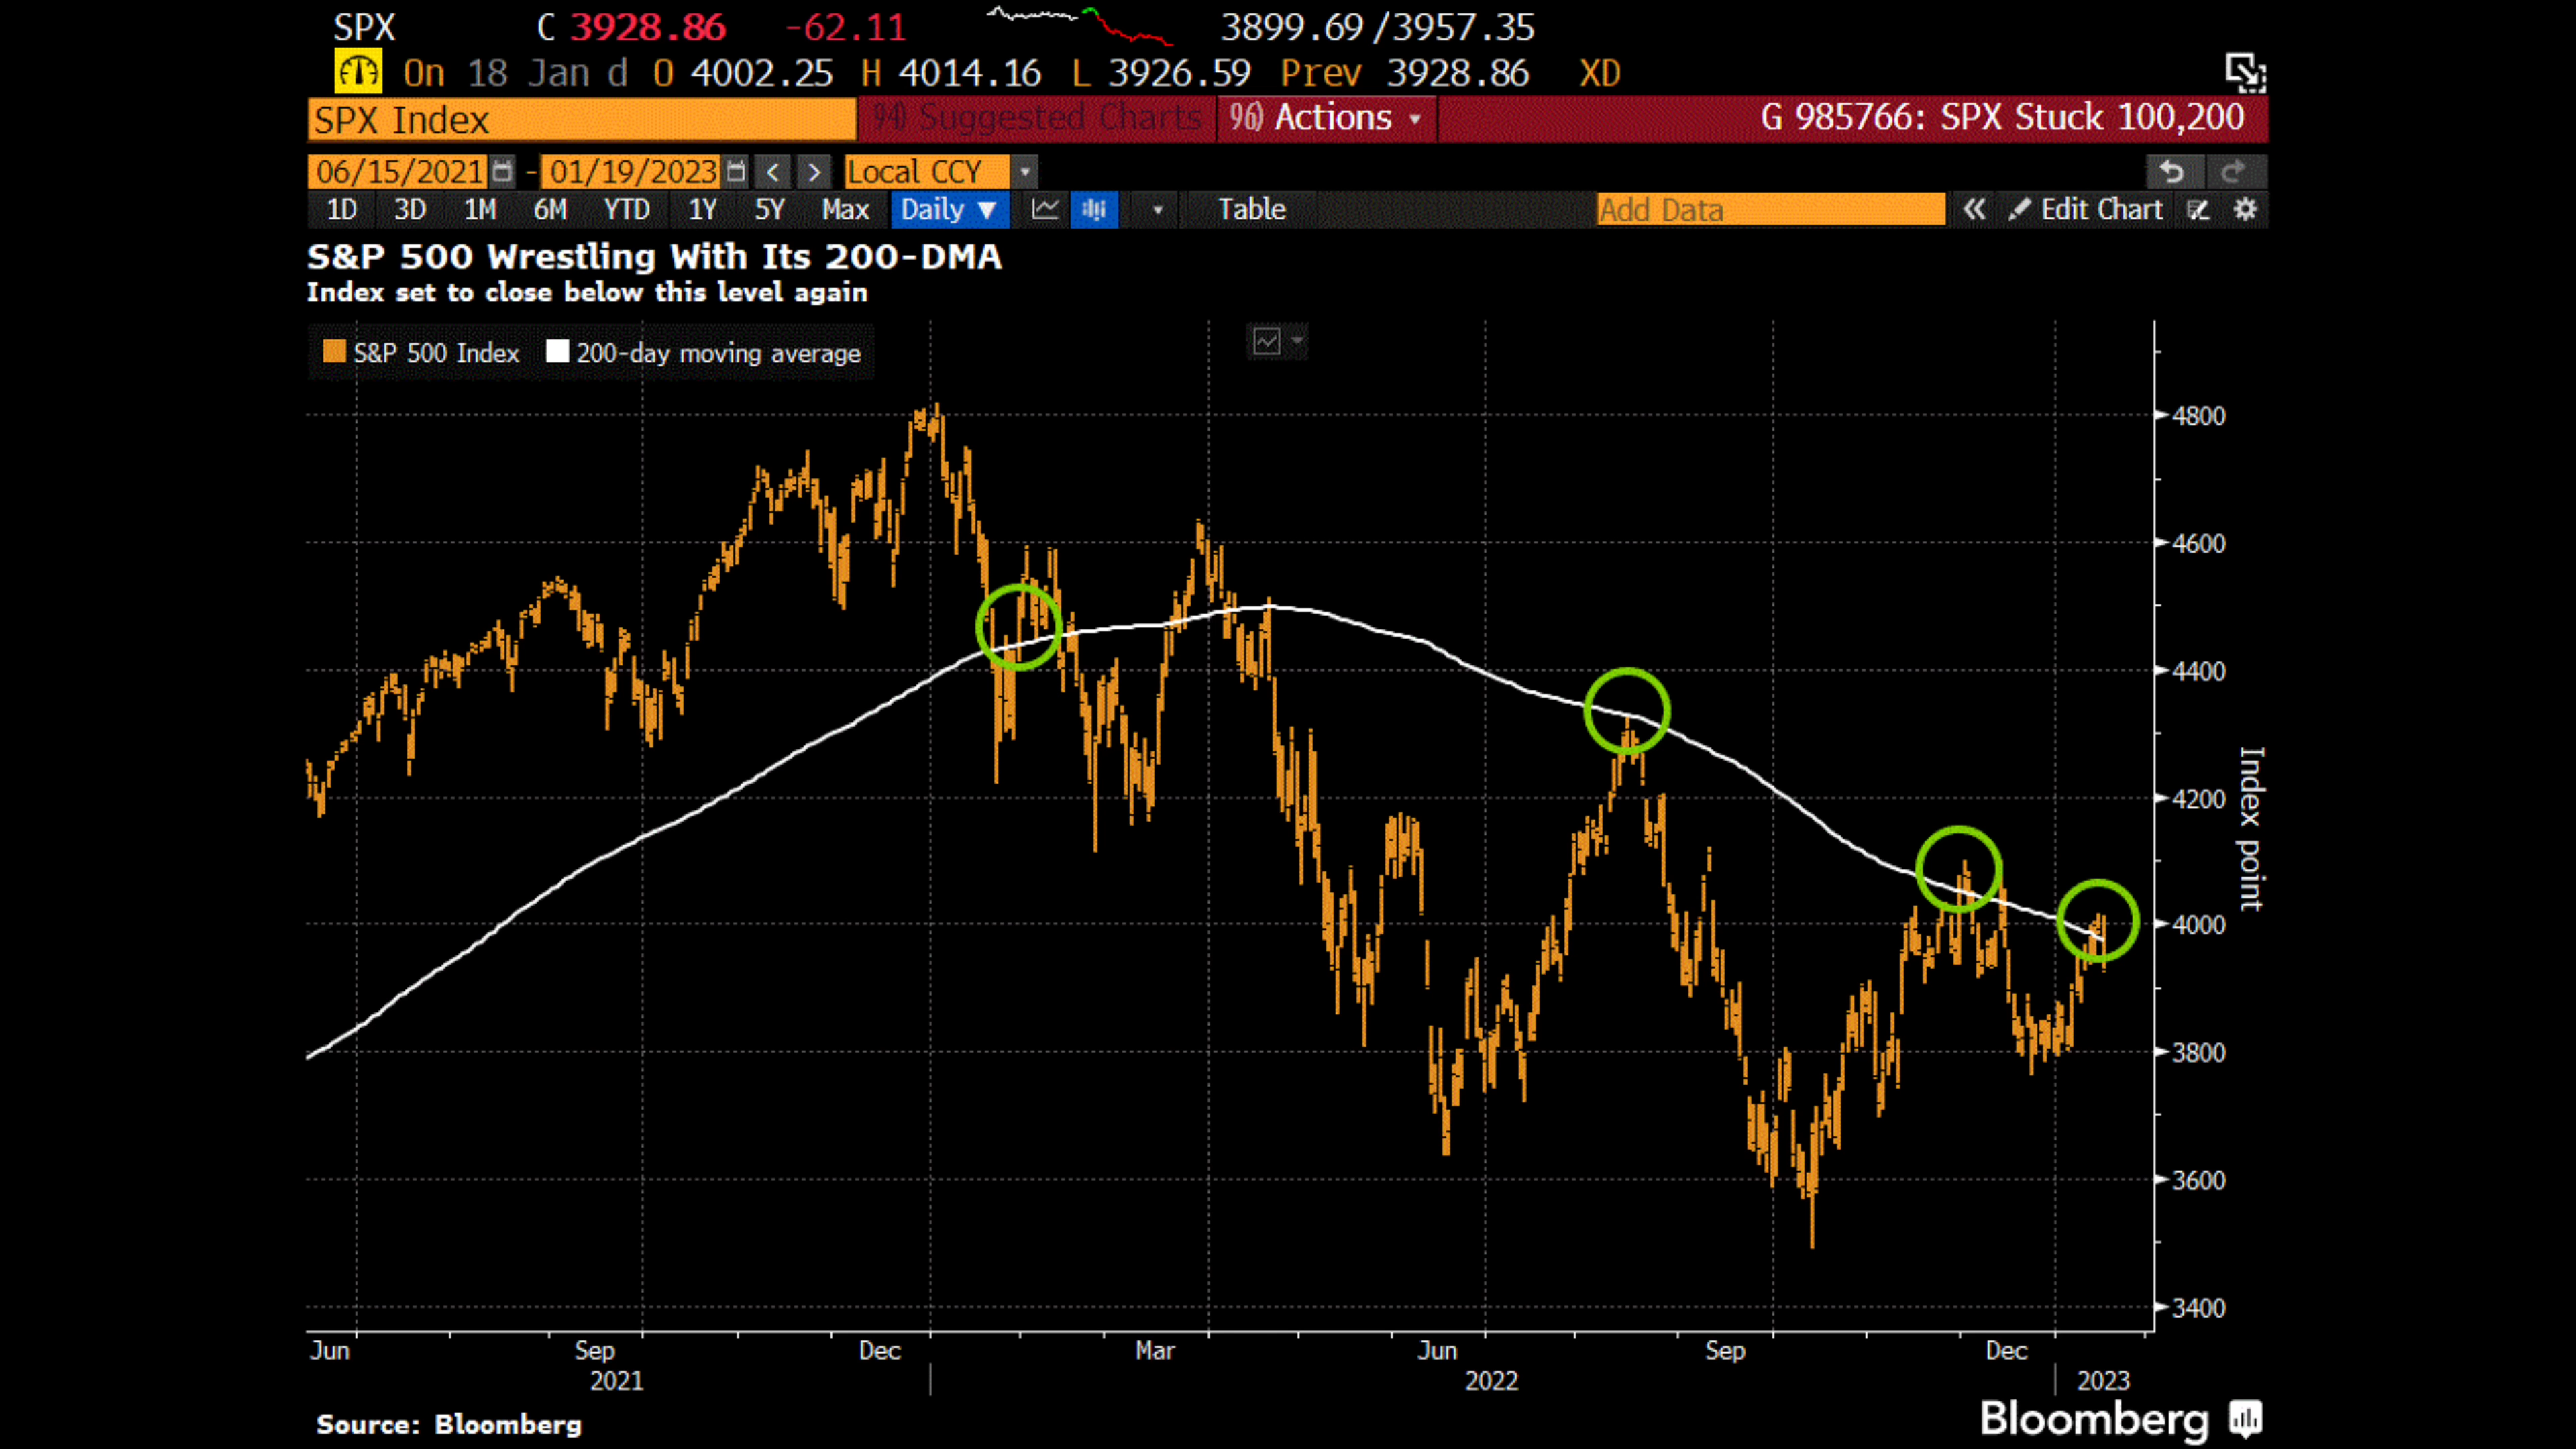 SPX C 3928.86 -62.11 3899.69/3957.35
On 18 Jan d O 4002.25 H 4014.16 L 3926.59 Prev 3928.86 XD
SPX Index 94) Suggested Charts 96) Actions G 985766: SPX Stuck 100,200
06/15/2021 - 01/19/2023 < > Local CCY
1D 3D 1M 6M YTD 1Y 5Y Max Daily ▼ Table Add Data « Edit Chart
S&P 500 Wrestling With Its 200-DMA
Index set to close below this level again
S&P 500 Index 200-day moving average
4800
4600
4400
4200
4000
3800
3600
3400
Index point
Jun Sep Dec Mar Jun Sep Dec
2021 2022 2023
Source: Bloomberg
Bloomberg